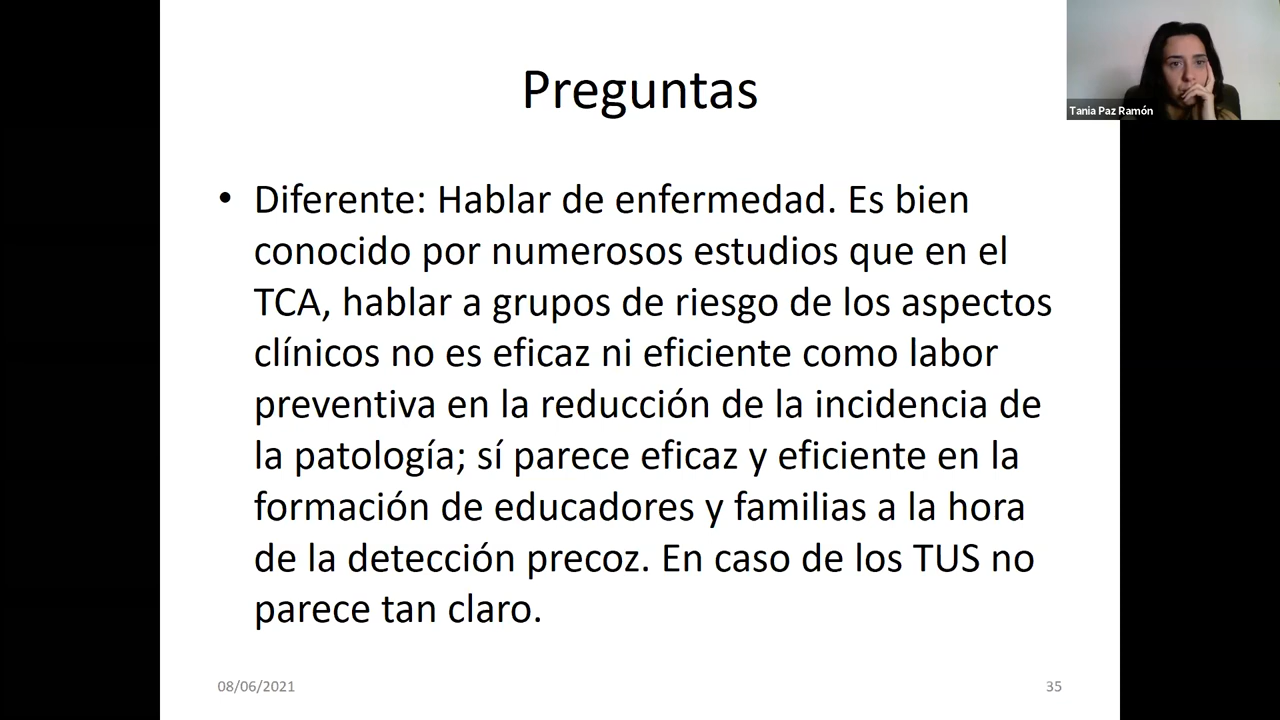 Preguntas
Tania Paz Ramón
• Diferente: Hablar de enfermedad. Es bien
conocido por numerosos estudios que en el
TCA, hablar a grupos de riesgo de los aspectos
clínicos no es eficaz ni eficiente como labor
preventiva en la reducción de la incidencia de
la patología; sí parece eficaz y eficiente en la
formación de educadores y familias a la hora
de la detección precoz. En caso de los TUS no
parece tan claro.
08/06/2021
35